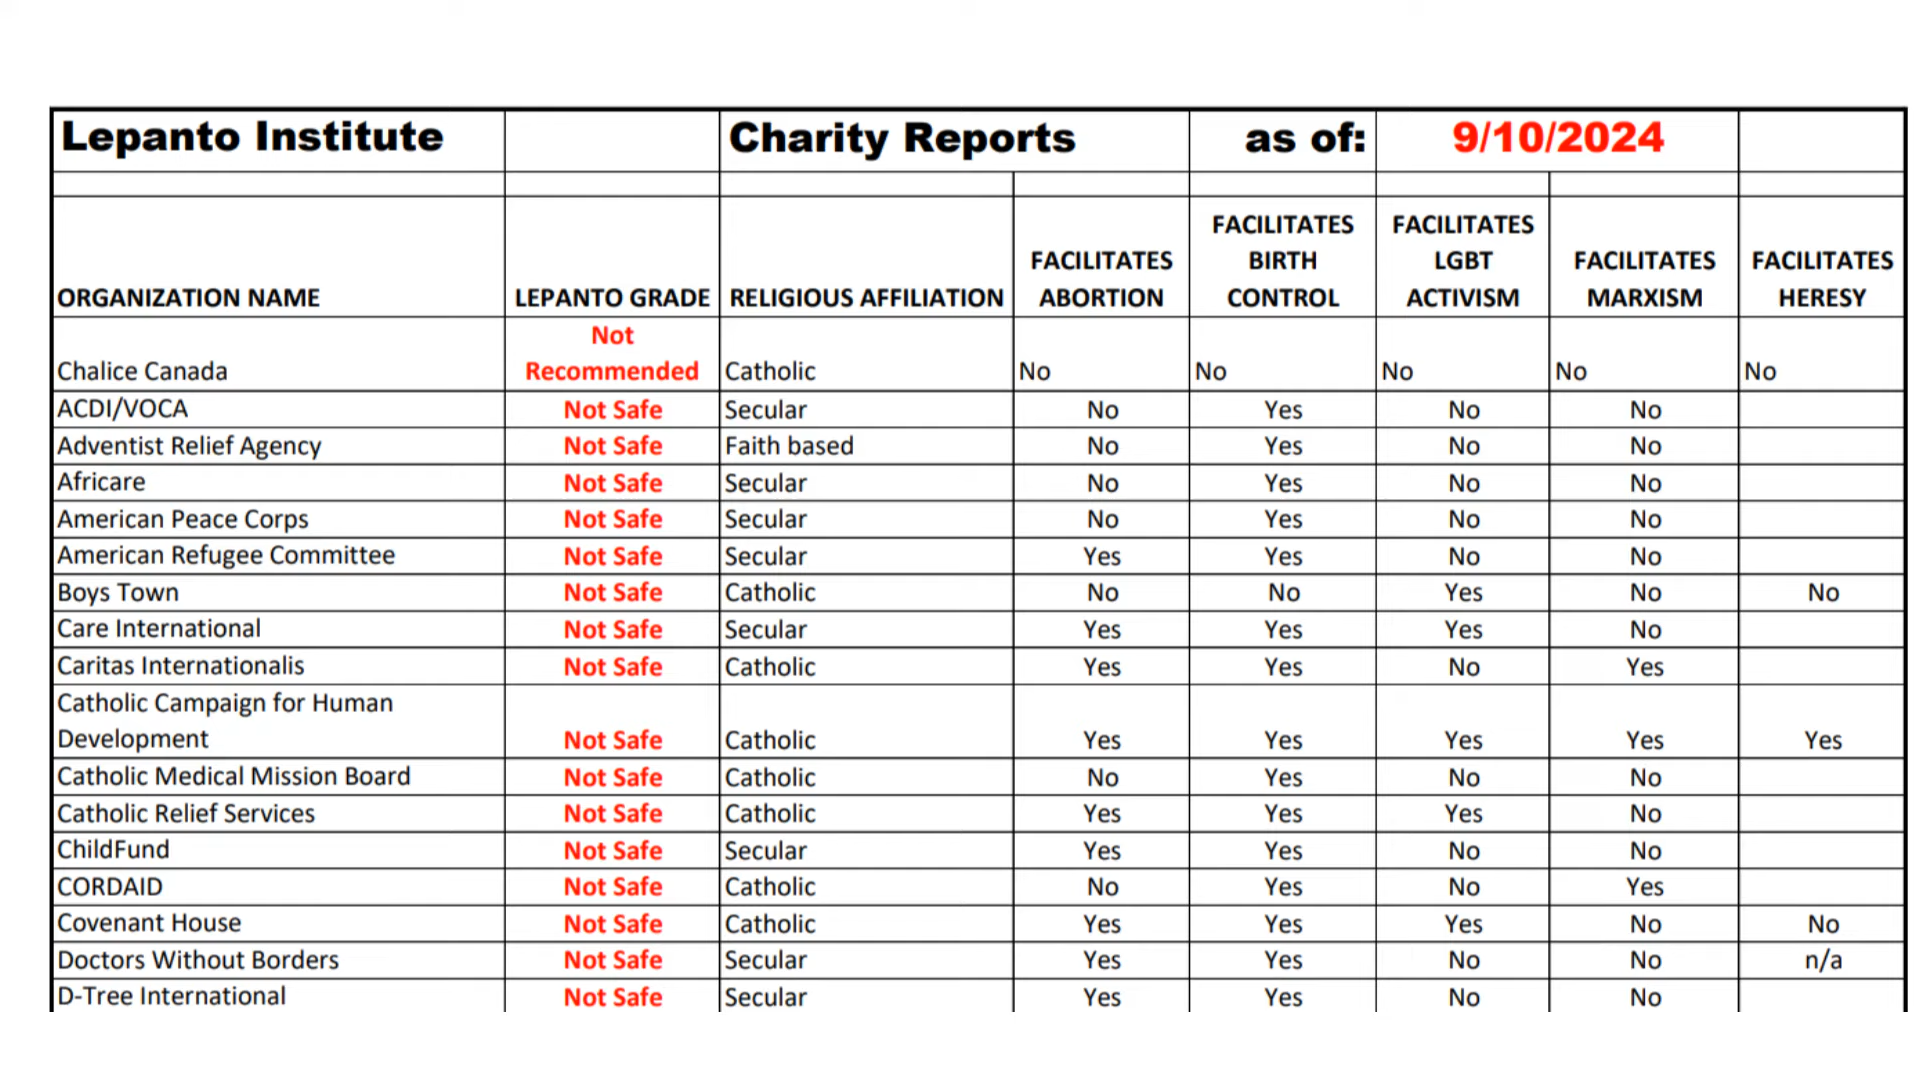 Lepanto Institute Charity Reports as of: 9/10/2024
ORGANIZATION NAME LEPANTO GRADE RELIGIOUS AFFILIATION FACILITATES ABORTION FACILITATES BIRTH CONTROL FACILITATES LGBT ACTIVISM FACILITATES MARXISM FACILITATES HERESY
Chalice Canada Not Recommended Catholic No No No No No
ACDI/VOCA Not Safe Secular No Yes No No
Adventist Relief Agency Not Safe Faith based No Yes No No
Africare Not Safe Secular No Yes No No
American Peace Corps Not Safe Secular No Yes No No
American Refugee Committee Not Safe Secular Yes Yes No No
Boys Town Not Safe Catholic No No Yes No No
Care International Not Safe Secular Yes Yes Yes No
Caritas Internationalis Not Safe Catholic Yes Yes No Yes
Catholic Campaign for Human Development Not Safe Catholic Yes Yes Yes Yes Yes
Catholic Medical Mission Board Not Safe Catholic No Yes No No
Catholic Relief Services Not Safe Catholic Yes Yes Yes No
ChildFund Not Safe Secular Yes Yes No No
CORDAID Not Safe Catholic No Yes No Yes
Covenant House Not Safe Catholic Yes Yes Yes No No
Doctors Without Borders Not Safe Secular Yes Yes No No n/a
D-Tree International Not Safe Secular Yes Yes No No